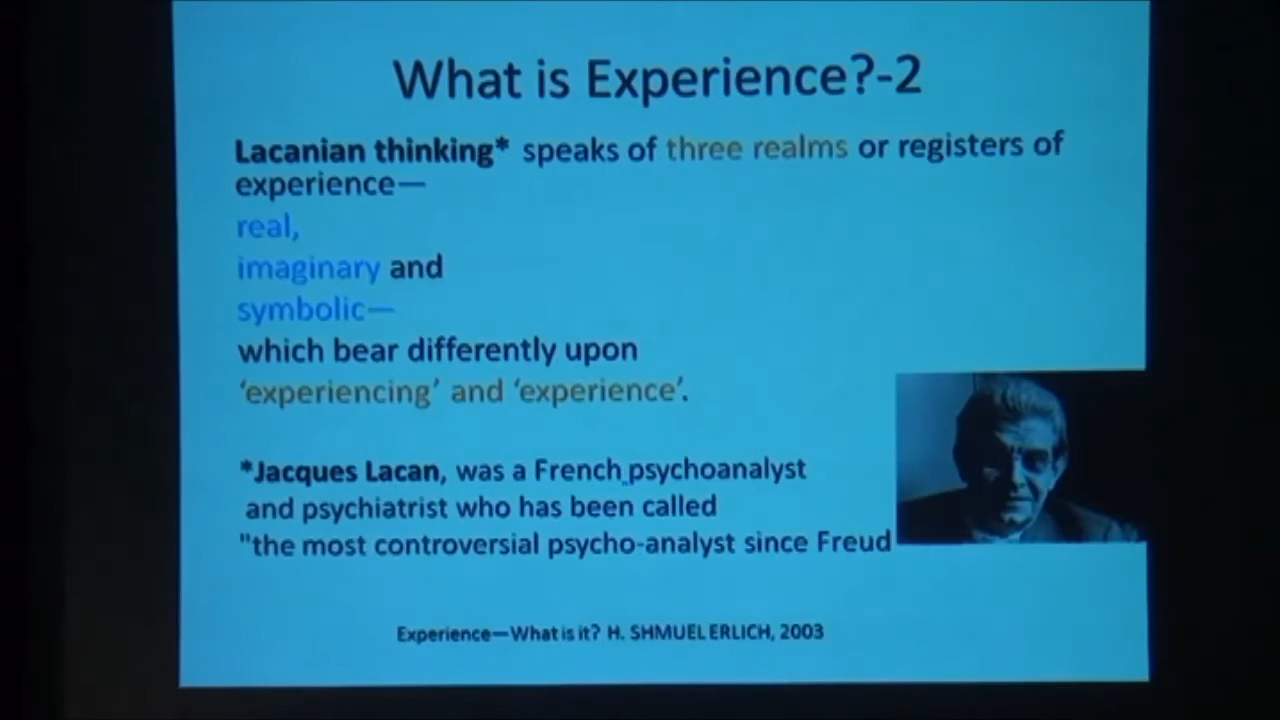 What is Experience?-2
Lacanian thinking* speaks of three realms or registers of
experience—
real,
imaginary and
symbolic—
which bear differently upon
‘experiencing’ and ‘experience’.
*Jacques Lacan, was a French psychoanalyst
and psychiatrist who has been called
"the most controversial psycho-analyst since Freud
Experience—What is it? H. SHMUEL ERLICH, 2003